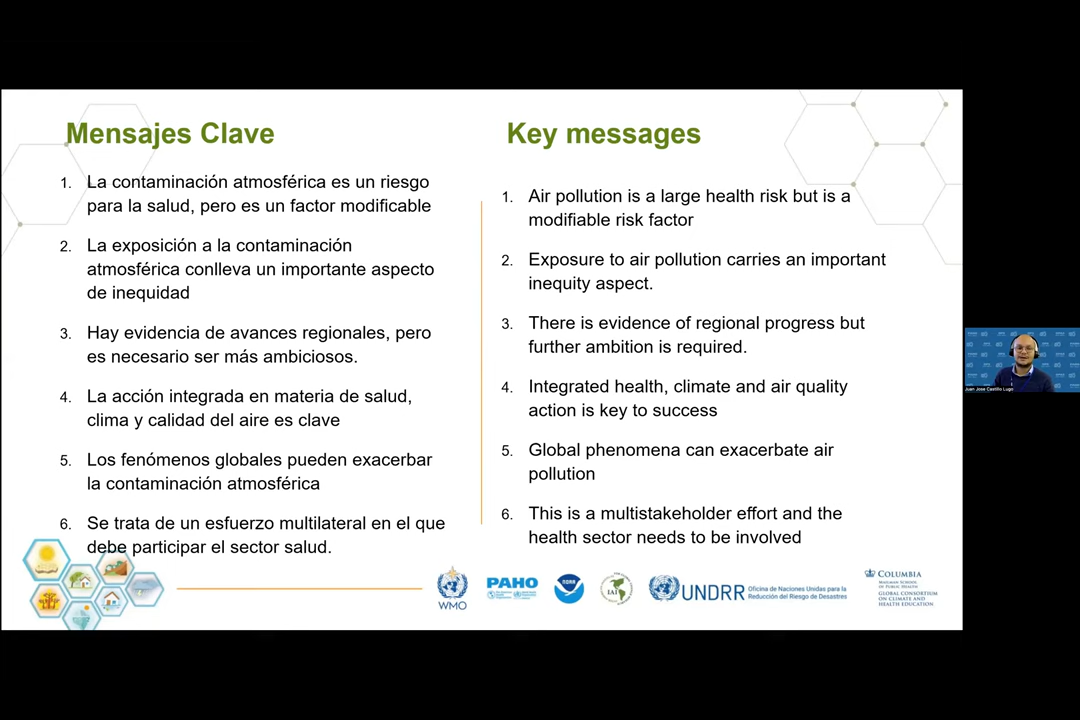 Mensajes Clave
1. La contaminación atmosférica es un riesgo
para la salud, pero es un factor modificable
2. La exposición a la contaminación
atmosférica conlleva un importante aspecto
de inequidad
3. Hay evidencia de avances regionales, pero
es necesario ser más ambiciosos.
4. La acción integrada en materia de salud,
clima y calidad del aire es clave
5. Los fenómenos globales pueden exacerbar
la contaminación atmosférica
6. Se trata de un esfuerzo multilateral en el que
debe participar el sector salud.
Key messages
1. Air pollution is a large health risk but is a
modifiable risk factor
2. Exposure to air pollution carries an important
inequity aspect.
3. There is evidence of regional progress but
further ambition is required.
4. Integrated health, climate and air quality
action is key to success
5. Global phenomena can exacerbate air
pollution
6. This is a multistakeholder effort and the
health sector needs to be involved
WMO
PAHO
NOAA
IAI
UNDRR
Oficina de Naciones Unidas para la
Reducción del Riesgo de Desastres
COLUMBIA
MAILMAN SCHOOL
OF PUBLIC HEALTH
GLOBAL CONSORTIUM
ON CLIMATE AND
HEALTH EDUCATION
Juan Jose Castillo Lugo